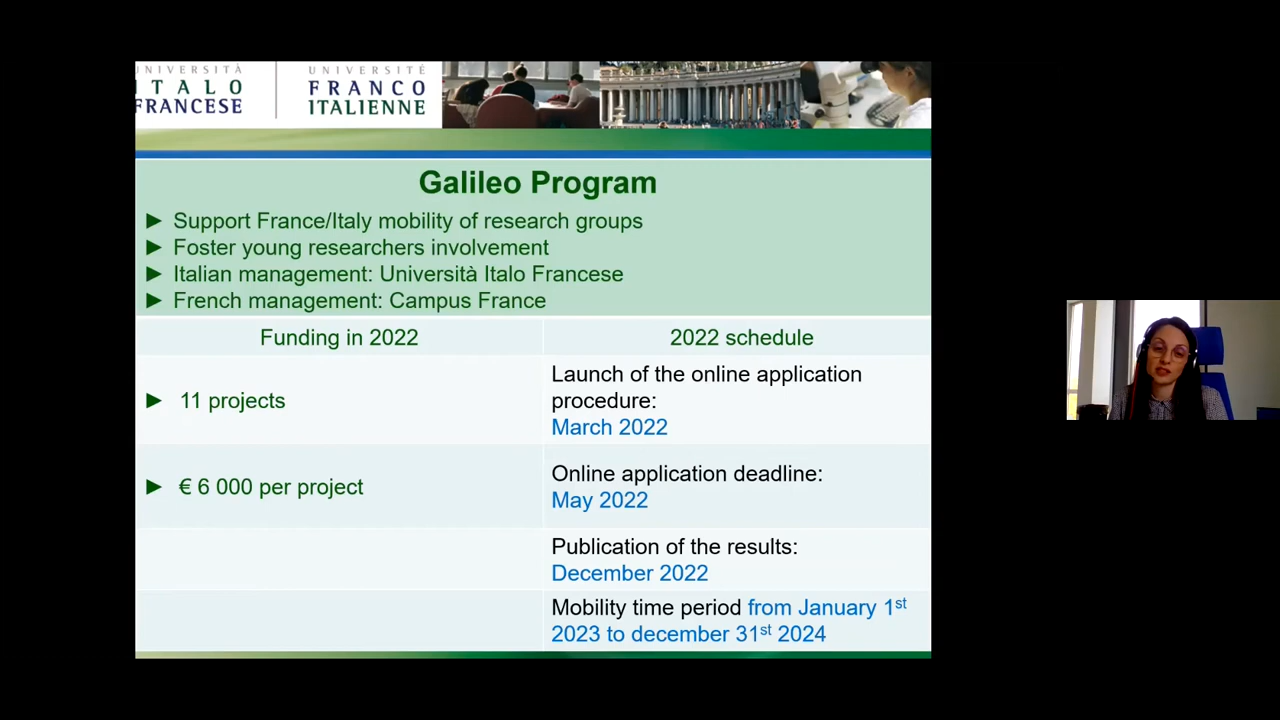 UNIVERSITÀ
ITALO
FRANCESE
UNIVERSITÉ
FRANCO
ITALIENNE
Galileo Program
► Support France/Italy mobility of research groups
► Foster young researchers involvement
► Italian management: Università Italo Francese
► French management: Campus France
Funding in 2022
2022 schedule
► 11 projects
Launch of the online application
procedure:
March 2022
► € 6 000 per project
Online application deadline:
May 2022
Publication of the results:
December 2022
Mobility time period from January 1st
2023 to december 31st 2024